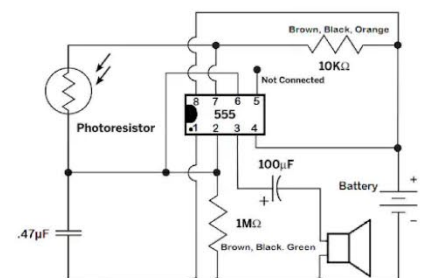 Brown, Black, Orange
10KΩ
Not Connected
8 7 6 5
555
1 2 3 4
Photoresistor
100µF
+
Battery
+
-
1MΩ
.47µF
Brown, Black. Green